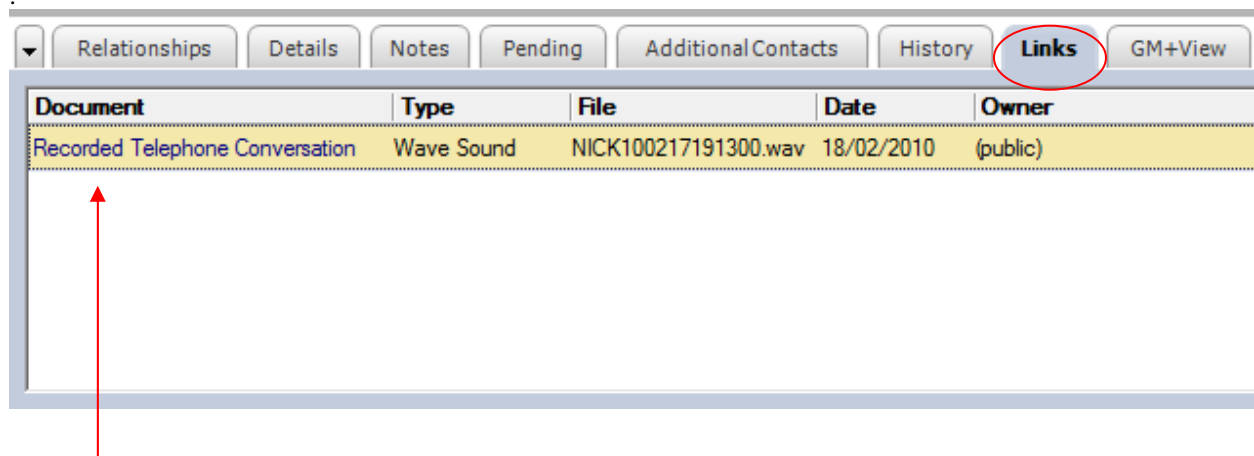 .
Relationships Details Notes Pending Additional Contacts History Links GM+View
Document Type File Date Owner
Recorded Telephone Conversation Wave Sound NICK100217191300.wav 18/02/2010 (public)